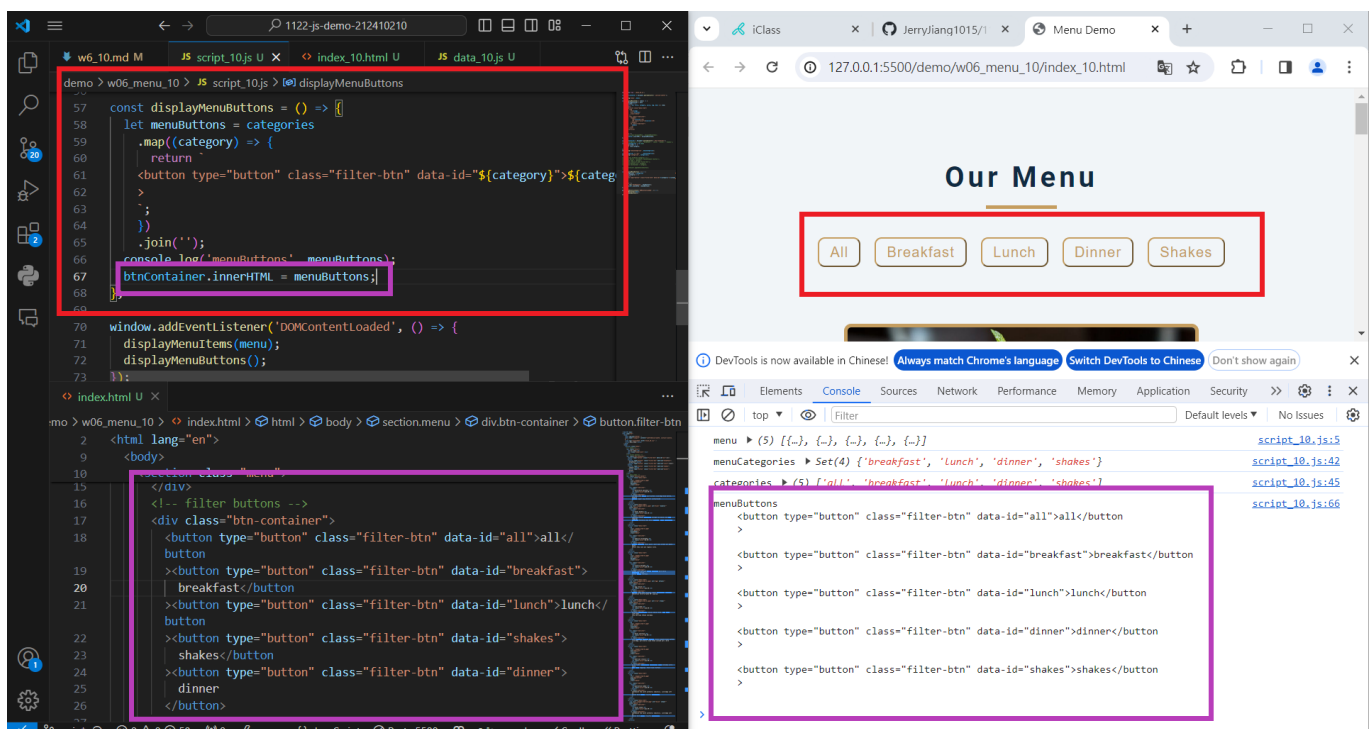 1122-js-demo-212410210
w6_10.md M
JS script_10.js U
index_10.html U
JS data_10.js U
demo > w06_menu_10 > JS script_10.js > displayMenuButtons
57 const displayMenuButtons = () => {
58 let menuButtons = categories
59 .map((category) => {
60 return `
61 <button type="button" class="filter-btn" data-id="${category}">${categ
62 >
63 `;
64 })
65 .join('');
66 console.log('menuButtons', menuButtons);
67 btnContainer.innerHTML = menuButtons;
68 };
69
70 window.addEventListener('DOMContentLoaded', () => {
71 displayMenuItems(menu);
72 displayMenuButtons();
73 });
index.html U
mo > w06_menu_10 > index.html > html > body > section.menu > div.btn-container > button.filter-btn
2 <html lang="en">
9 <body>
10 <section class="menu">
15 </div>
16 <!-- filter buttons -->
17 <div class="btn-container">
18 <button type="button" class="filter-btn" data-id="all">all</
button
19 ><button type="button" class="filter-btn" data-id="breakfast">
20 breakfast</button
21 ><button type="button" class="filter-btn" data-id="lunch">lunch</
button
22 ><button type="button" class="filter-btn" data-id="shakes">
23 shakes</button
24 ><button type="button" class="filter-btn" data-id="dinner">
25 dinner
26 </button>
20
2
1
iClass
JerryJiang1015/1
Menu Demo
127.0.0.1:5500/demo/w06_menu_10/index_10.html
Our Menu
All
Breakfast
Lunch
Dinner
Shakes
DevTools is now available in Chinese! Always match Chrome's language Switch DevTools to Chinese Don't show again
Elements Console Sources Network Performance Memory Application Security
top Filter Default levels No Issues
menu (5) [{…}, {…}, {…}, {…}, {…}] script_10.js:5
menuCategories Set(4) {'breakfast', 'lunch', 'dinner', 'shakes'} script_10.js:42
categories (5) ['all', 'breakfast', 'lunch', 'dinner', 'shakes'] script_10.js:45
menuButtons script_10.js:66
<button type="button" class="filter-btn" data-id="all">all</button
>
<button type="button" class="filter-btn" data-id="breakfast">breakfast</button
>
<button type="button" class="filter-btn" data-id="lunch">lunch</button
>
<button type="button" class="filter-btn" data-id="dinner">dinner</button
>
<button type="button" class="filter-btn" data-id="shakes">shakes</button
>